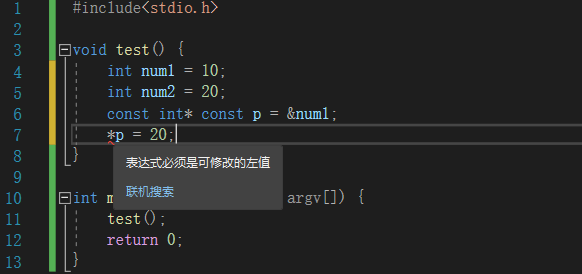 1 #include<stdio.h>
2
3 void test() {
4 int num1 = 10;
5 int num2 = 20;
6 const int* const p = &num1;
7 *p = 20;
8 }
表达式必须是可修改的左值
9
联机搜索
10 int m argv[]) {
11 test();
12 return 0;
13 }